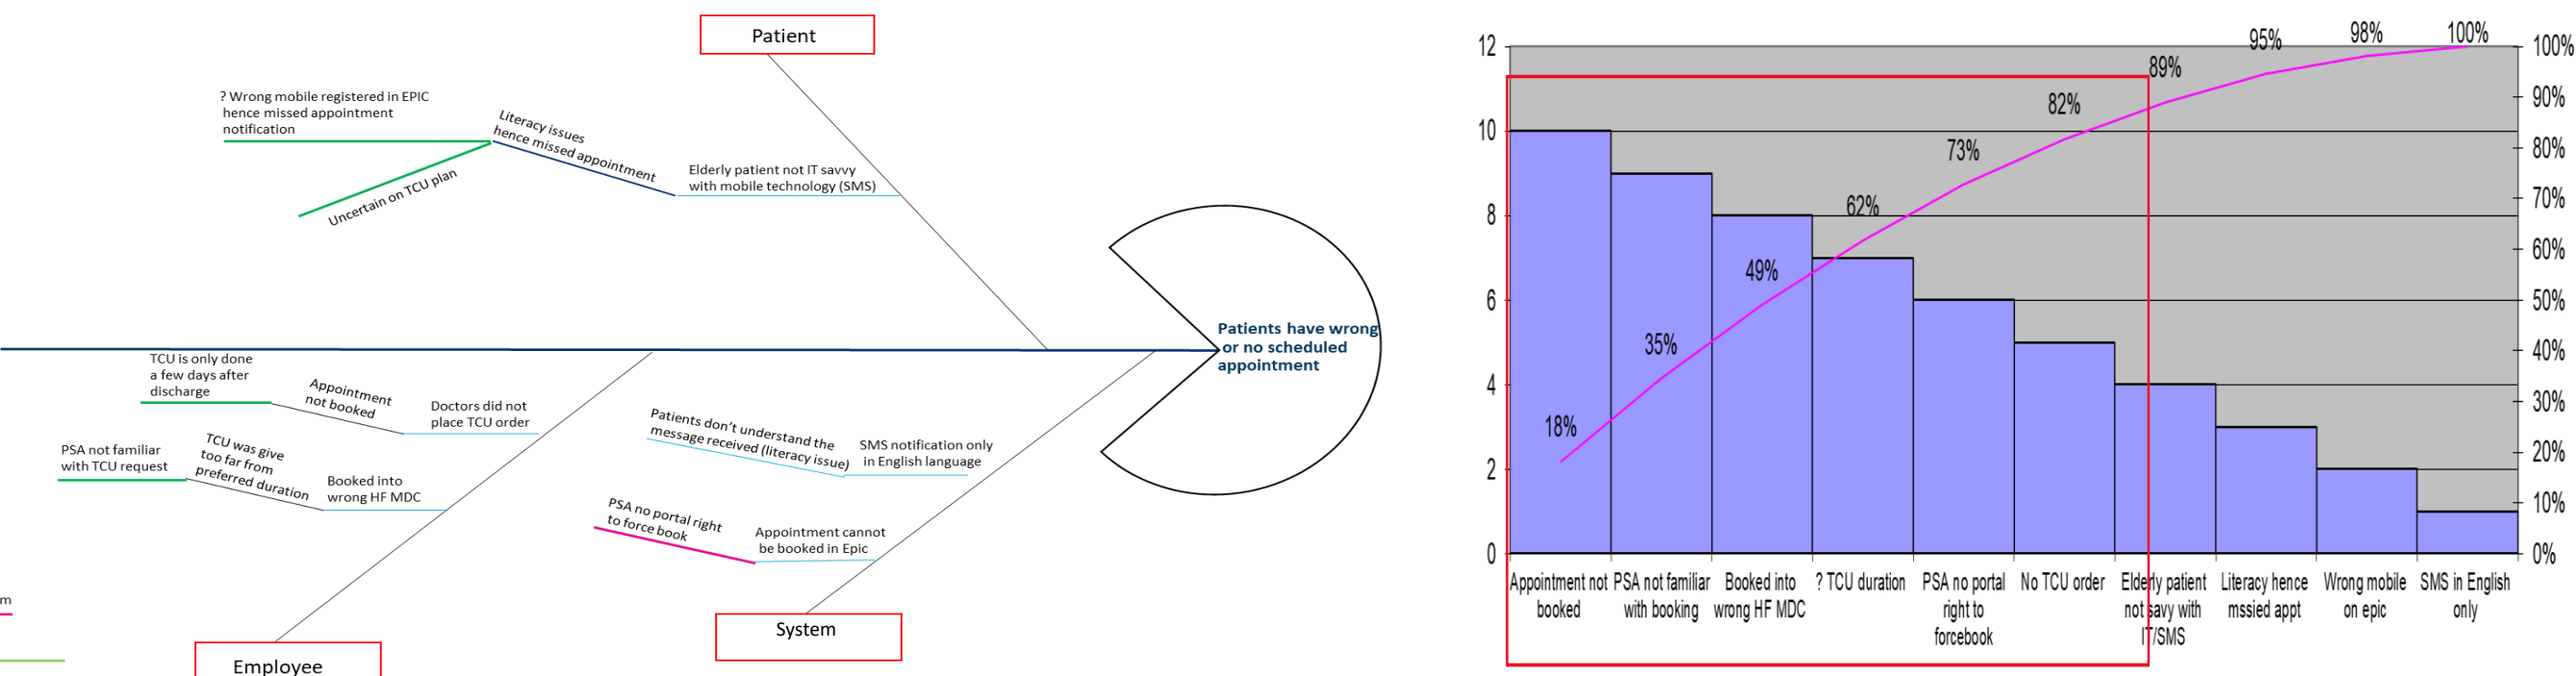 Patient
? Wrong mobile registered in EPIC
hence missed appointment
notification
Literacy issues
hence missed appointment
Uncertain on TCU plan
Elderly patient not IT savvy
with mobile technology (SMS)
Patients have wrong
or no scheduled
appointment
TCU is only done
a few days after
discharge
Appointment
not booked
Doctors did not
place TCU order
PSA not familiar
with TCU request
TCU was give
too far from
preferred duration
Booked into
wrong HF MDC
Patients don't understand the
message received (literacy issue)
SMS notification only
in English language
PSA no portal right
to force book
Appointment cannot
be booked in Epic
m
Employee
System
12
10
8
6
4
2
0
18%
35%
49%
62%
73%
82%
89%
95%
98%
100%
100%
90%
80%
70%
60%
50%
40%
30%
20%
10%
0%
Appointment not
booked
PSA not familiar
with booking
Booked into
wrong HF MDC
? TCU duration
PSA no portal
right to
forcebook
No TCU order
Elderly patient
not savy with
IT/SMS
Literacy hence
mssied appt
Wrong mobile
on epic
SMS in English
only